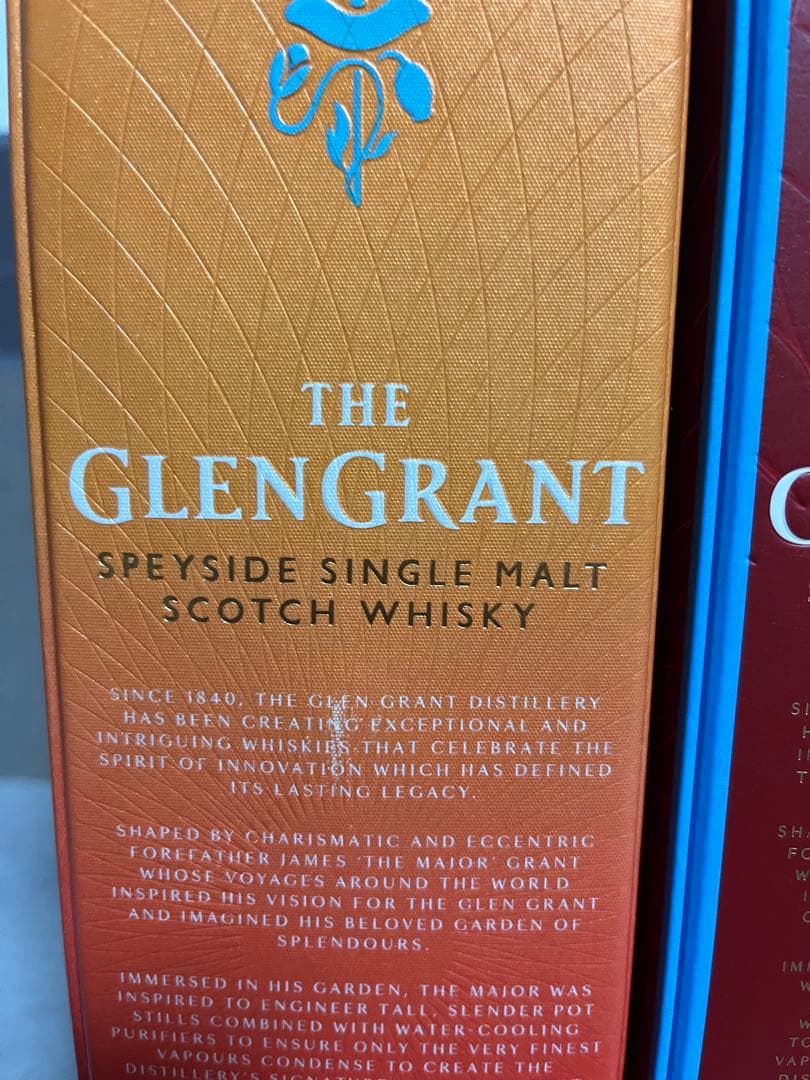 THE
GLENGRANT
SPEYSIDE SINGLE MALT
SCOTCH WHISKY
SINCE 1840, THE GLEN GRANT DISTILLERY
HAS BEEN CREATING EXCEPTIONAL AND
INTRIGUING WHISKIES THAT CELEBRATE THE
SPIRIT OF INNOVATION WHICH HAS DEFINED
ITS LASTING LEGACY.
SHAPED BY CHARISMATIC AND ECCENTRIC
FOREFATHER JAMES 'THE MAJOR' GRANT
WHOSE VOYAGES AROUND THE WORLD
INSPIRED HIS VISION FOR THE GLEN GRANT
AND IMAGINED HIS BELOVED GARDEN OF
SPLENDOURS.
IMMERSED IN HIS GARDEN, THE MAJOR WAS
INSPIRED TO ENGINEER TALL, SLENDER POT
STILLS COMBINED WITH WATER-COOLING
PURIFIERS TO ENSURE ONLY THE VERY FINEST
VAPOURS CONDENSE TO CREATE THE
DISTILLERY'S